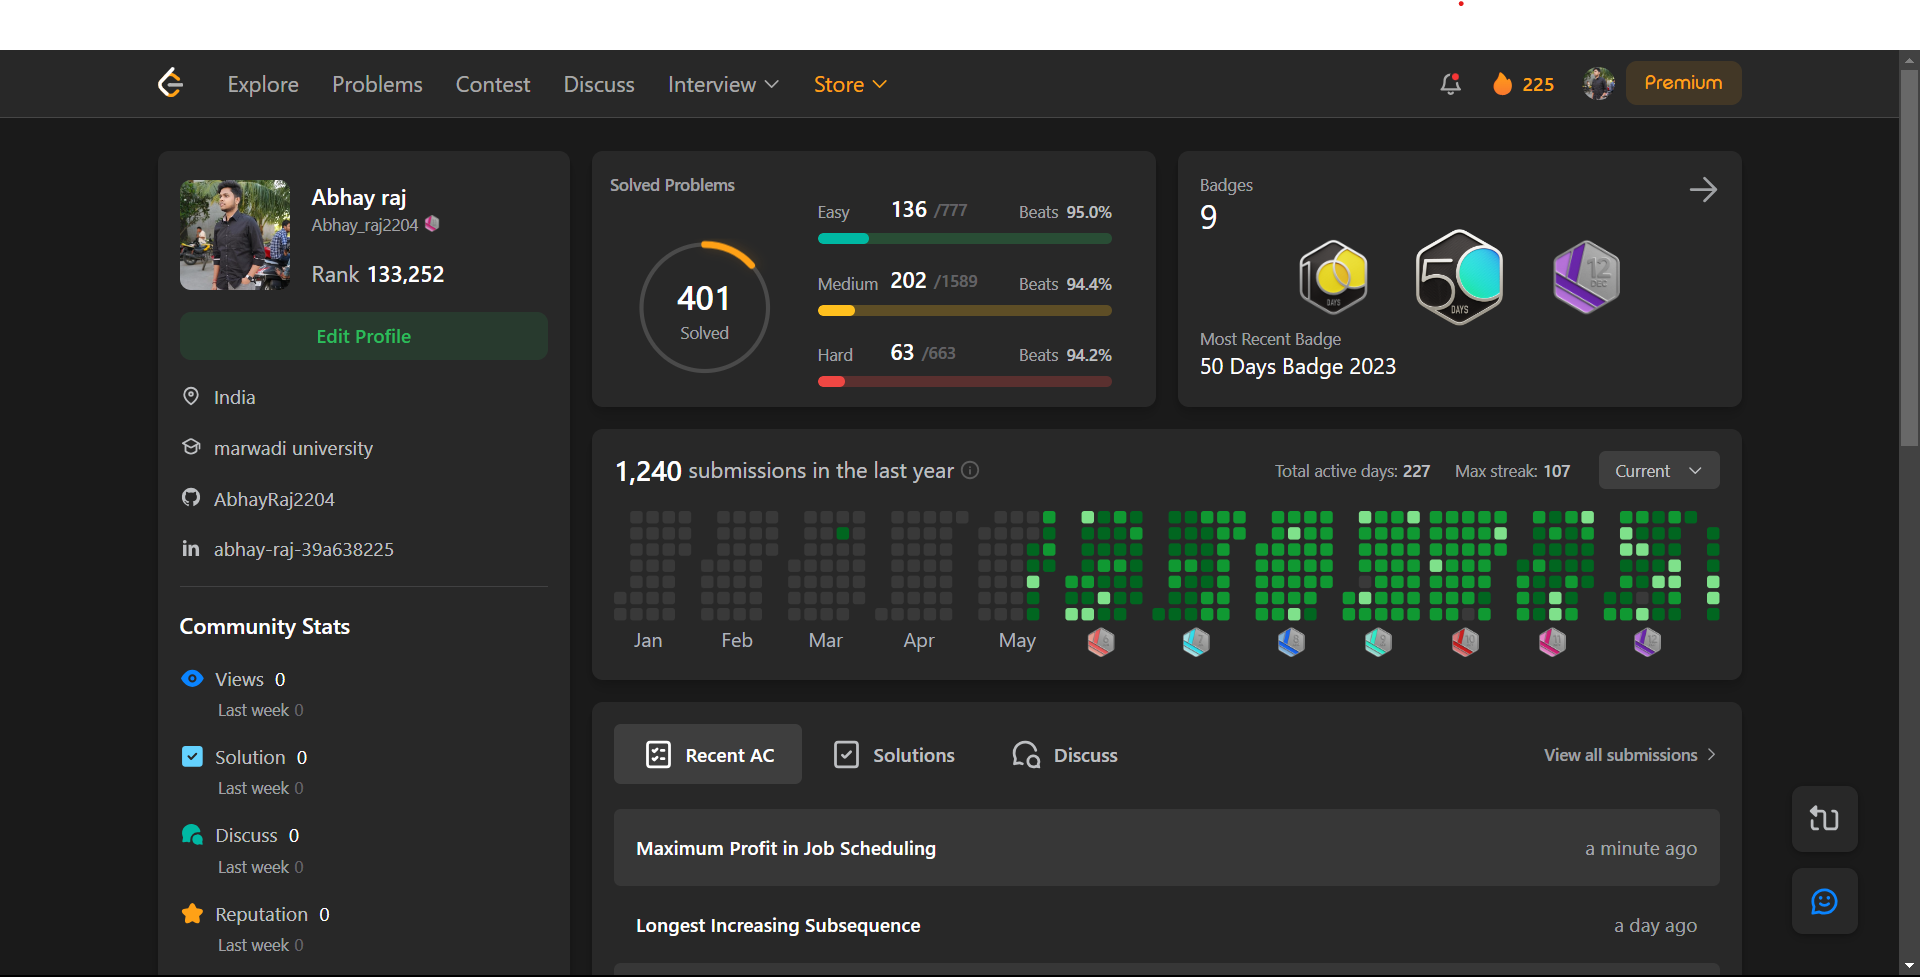 Explore Problems Contest Discuss Interview Store 225 Premium
Abhay raj
Abhay_raj2204
Rank 133,252
Edit Profile
India
marwadi university
AbhayRaj2204
in abhay-raj-39a638225
Community Stats
Views 0
Last week 0
Solution 0
Last week 0
Discuss 0
Last week 0
Reputation 0
Last week 0
Solved Problems
401
Solved
Easy 136 /777 Beats 95.0%
Medium 202 /1589 Beats 94.4%
Hard 63 /663 Beats 94.2%
Badges
9
100 DAYS
50 DAYS
12 DEC
Most Recent Badge
50 Days Badge 2023
1,240 submissions in the last year Total active days: 227 Max streak: 107 Current
Jan Feb Mar Apr May
Recent AC Solutions Discuss View all submissions
Maximum Profit in Job Scheduling a minute ago
Longest Increasing Subsequence a day ago